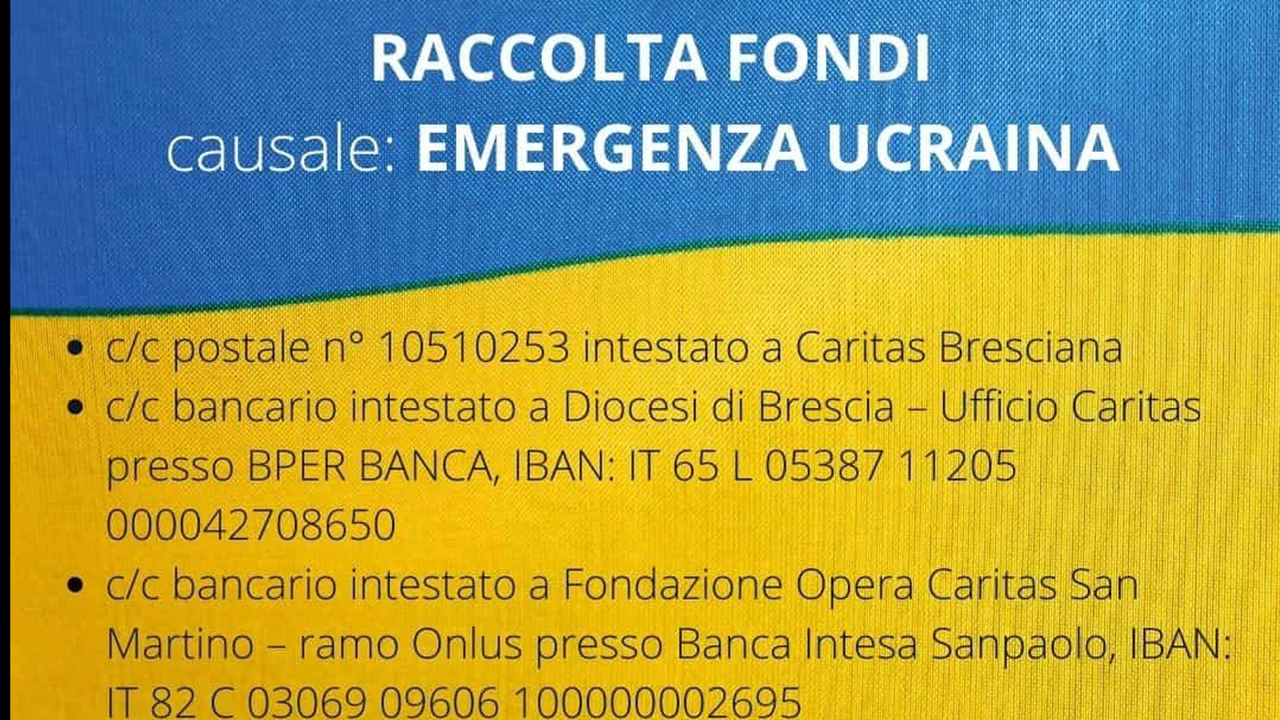 RACCOLTA FONDI
causale: EMERGENZA UCRAINA
• c/c postale n° 10510253 intestato a Caritas Bresciana
• c/c bancario intestato a Diocesi di Brescia – Ufficio Caritas
presso BPER BANCA, IBAN: IT 65 L 05387 11205
000042708650
• c/c bancario intestato a Fondazione Opera Caritas San
Martino – ramo Onlus presso Banca Intesa Sanpaolo, IBAN:
IT 82 C 03069 09606 100000002695